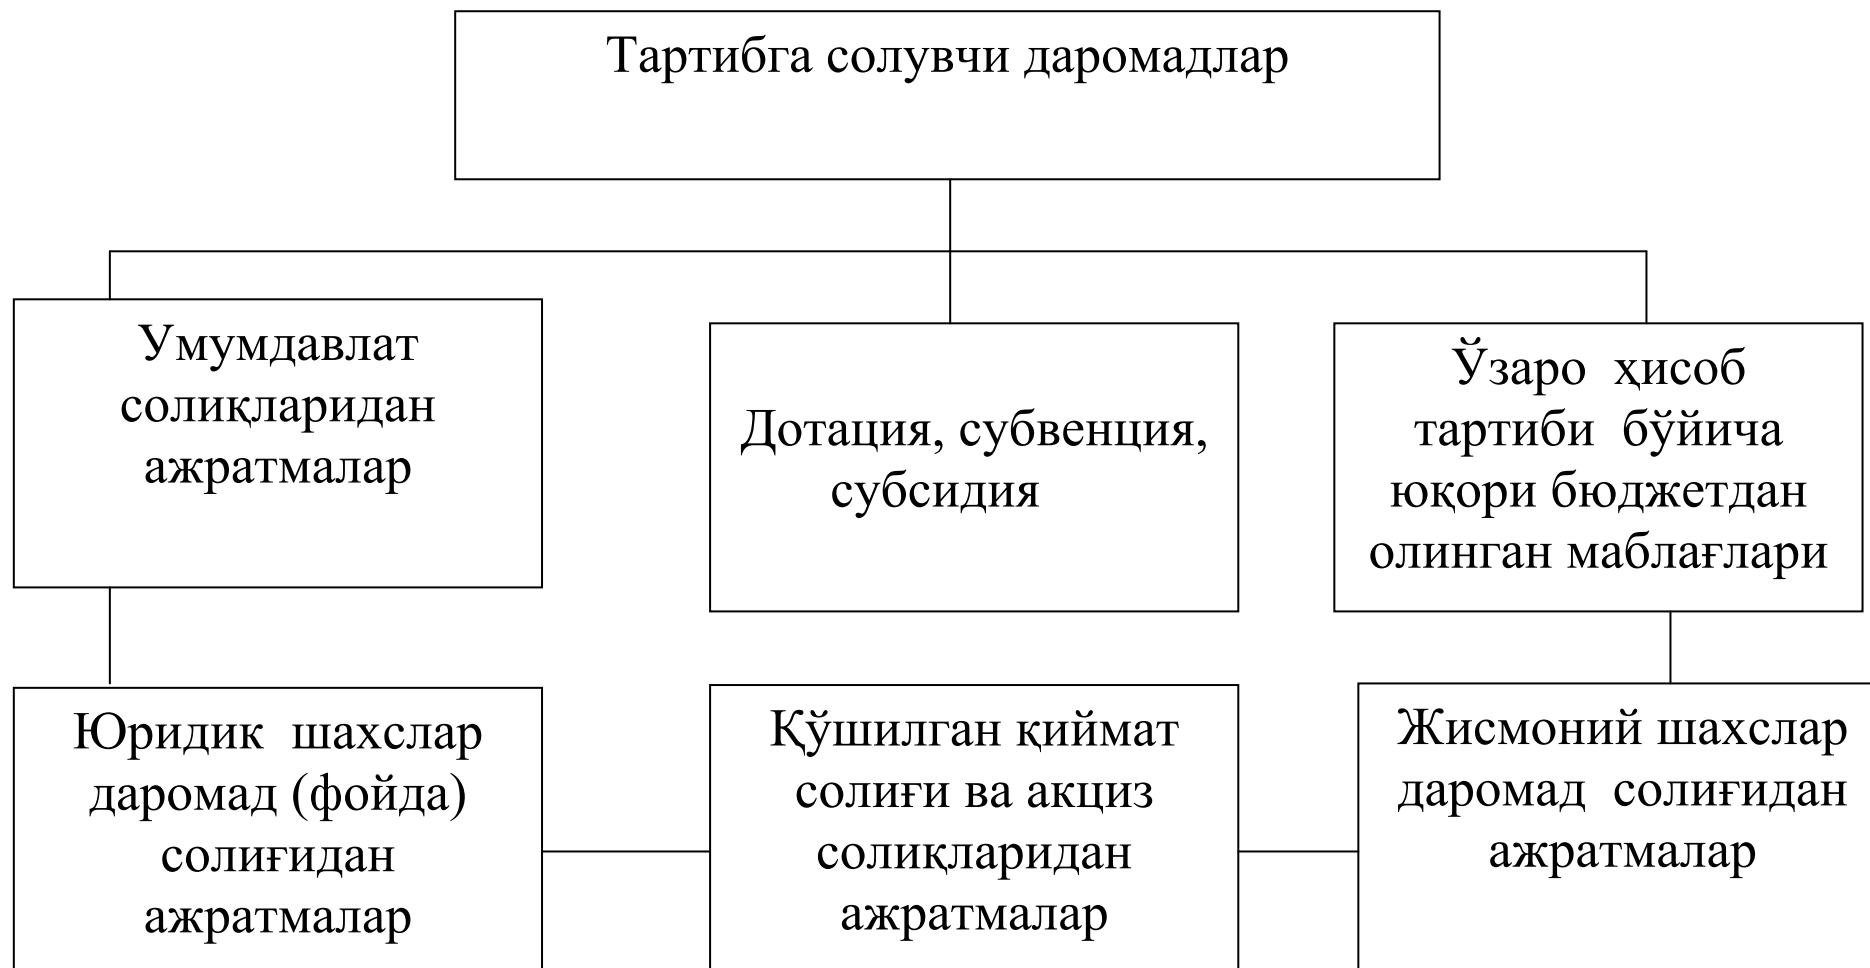 Тартибга солувчи даромадлар
Умумдавлат
солиқларидан
ажратмалар
Дотация, субвенция,
субсидия
Ўзаро ҳисоб
тартиби бўйича
юқори бюджетдан
олинган маблағлари
Юридик шахслар
даромад (фойда)
солиғидан
ажратмалар
Қўшилган қиймат
солиғи ва акциз
солиқларидан
ажратмалар
Жисмоний шахслар
даромад солиғидан
ажратмалар